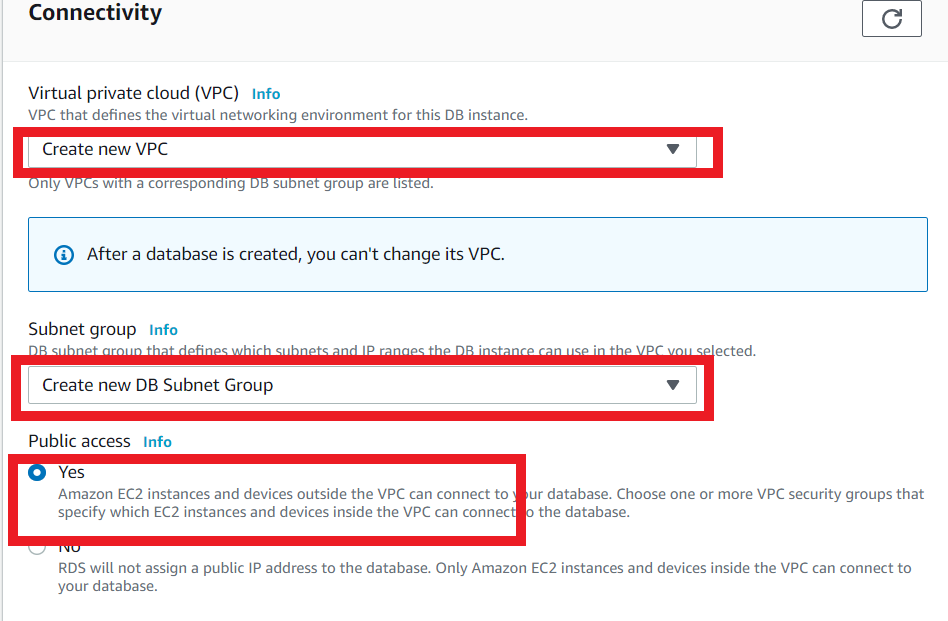 Connectivity
Virtual private cloud (VPC) Info
VPC that defines the virtual networking environment for this DB instance.
Create new VPC
Only VPCs with a corresponding DB subnet group are listed.
After a database is created, you can't change its VPC.
Subnet group Info
DB subnet group that defines which subnets and IP ranges the DB instance can use in the VPC you selected.
Create new DB Subnet Group
Public access Info
Yes
Amazon EC2 instances and devices outside the VPC can connect to your database. Choose one or more VPC security groups that
specify which EC2 instances and devices inside the VPC can connect to the database.
No
RDS will not assign a public IP address to the database. Only Amazon EC2 instances and devices inside the VPC can connect to
your database.